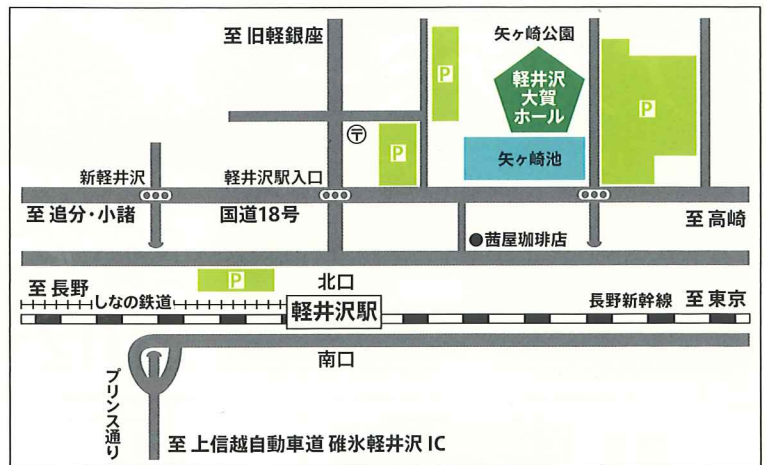 至 旧軽銀座
矢ヶ崎公園
P
軽井沢
大賀
ホール
P
〒
P
矢ヶ崎池
新軽井沢
軽井沢駅入口
至 追分・小諸
国道18号
至 高崎
●茜屋珈琲店
P
北口
至 長野
しなの鉄道
軽井沢駅
長野新幹線
至 東京
南口
プリンス通り
至 上信越自動車道 碓氷軽井沢 IC